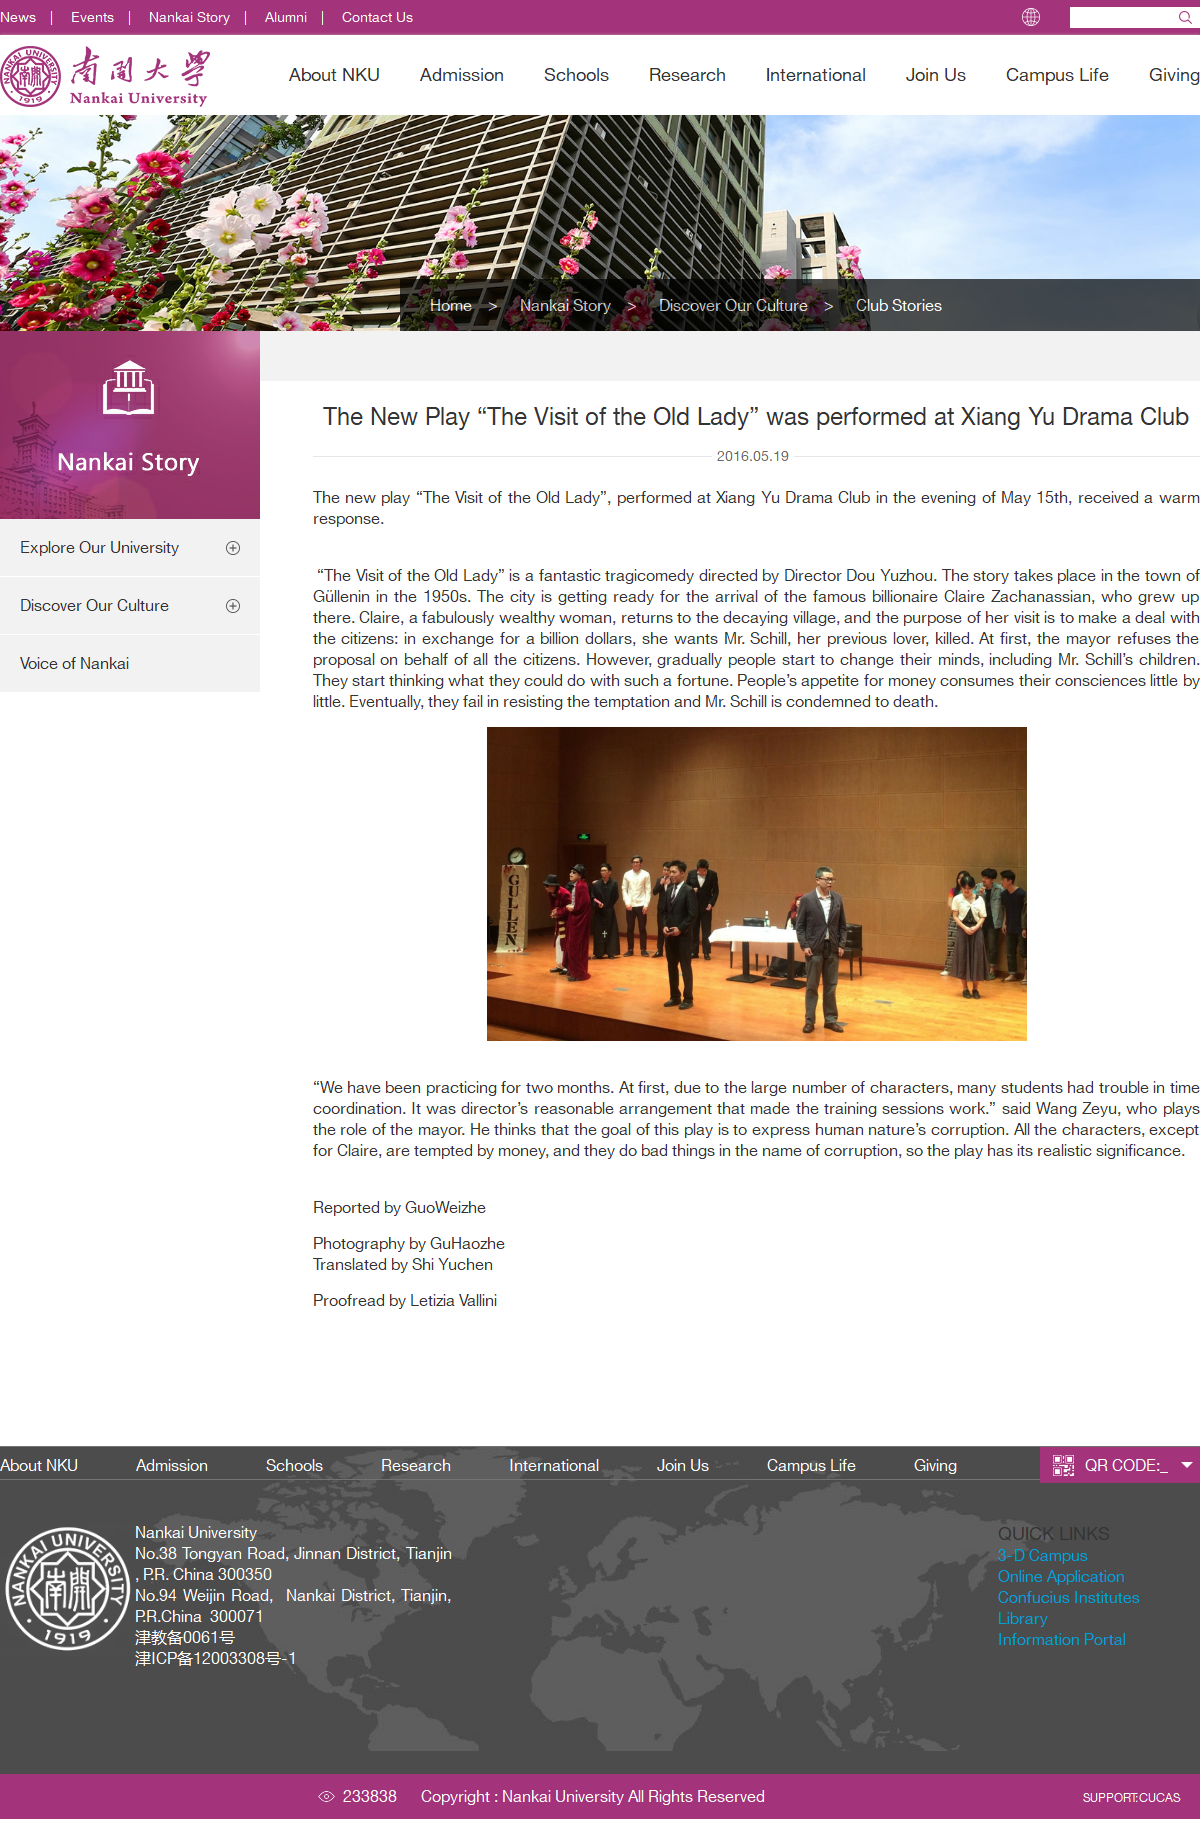 News | Events | Nankai Story | Alumni | Contact Us
NANKAI UNIVERSITY
1919
南開大學
Nankai University
About NKU Admission Schools Research International Join Us Campus Life Giving
Home > Nankai Story > Discover Our Culture > Club Stories
Nankai Story
Explore Our University
Discover Our Culture
Voice of Nankai
The New Play “The Visit of the Old Lady” was performed at Xiang Yu Drama Club
2016.05.19
The new play “The Visit of the Old Lady”, performed at Xiang Yu Drama Club in the evening of May 15th, received a warm
response.
“The Visit of the Old Lady” is a fantastic tragicomedy directed by Director Dou Yuzhou. The story takes place in the town of
Güllenin in the 1950s. The city is getting ready for the arrival of the famous billionaire Claire Zachanassian, who grew up
there. Claire, a fabulously wealthy woman, returns to the decaying village, and the purpose of her visit is to make a deal with
the citizens: in exchange for a billion dollars, she wants Mr. Schill, her previous lover, killed. At first, the mayor refuses the
proposal on behalf of all the citizens. However, gradually people start to change their minds, including Mr. Schill’s children.
They start thinking what they could do with such a fortune. People’s appetite for money consumes their consciences little by
little. Eventually, they fail in resisting the temptation and Mr. Schill is condemned to death.
GULLEN
“We have been practicing for two months. At first, due to the large number of characters, many students had trouble in time
coordination. It was director’s reasonable arrangement that made the training sessions work.” said Wang Zeyu, who plays
the role of the mayor. He thinks that the goal of this play is to express human nature’s corruption. All the characters, except
for Claire, are tempted by money, and they do bad things in the name of corruption, so the play has its realistic significance.
Reported by GuoWeizhe
Photography by GuHaozhe
Translated by Shi Yuchen
Proofread by Letizia Vallini
About NKU Admission Schools Research International Join Us Campus Life Giving QR CODE:_
NANKAI UNIVERSITY
南開
1919
Nankai University
No.38 Tongyan Road, Jinnan District, Tianjin
, P.R. China 300350
No.94 Weijin Road, Nankai District, Tianjin,
P.R.China 300071
津教备0061号
津ICP备12003308号-1
QUICK LINKS
3-D Campus
Online Application
Confucius Institutes
Library
Information Portal
233838 Copyright : Nankai University All Rights Reserved
SUPPORT:CUCAS